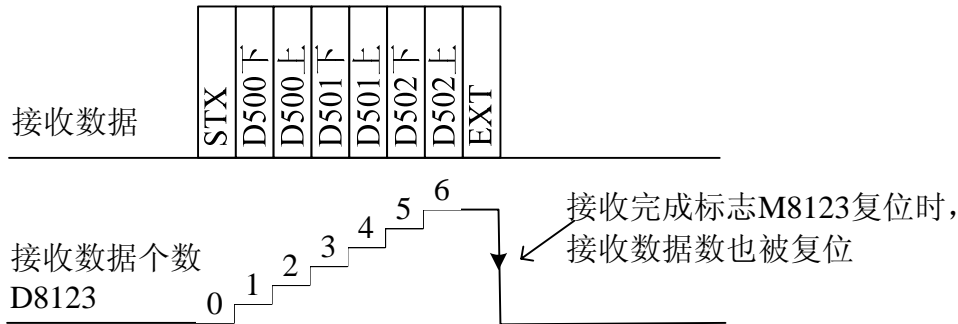 STX
D500下
D500上
D501下
D501上
D502下
D502上
EXT
接收数据
接收数据个数
D8123
0
1
2
3
4
5
6
接收完成标志M8123复位时，
接收数据数也被复位